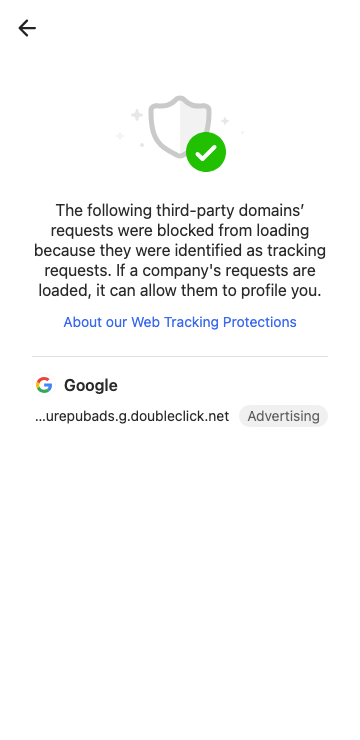 The following third-party domains’
requests were blocked from loading
because they were identified as tracking
requests. If a company's requests are
loaded, it can allow them to profile you.
About our Web Tracking Protections
Google
...urepubads.g.doubleclick.net Advertising